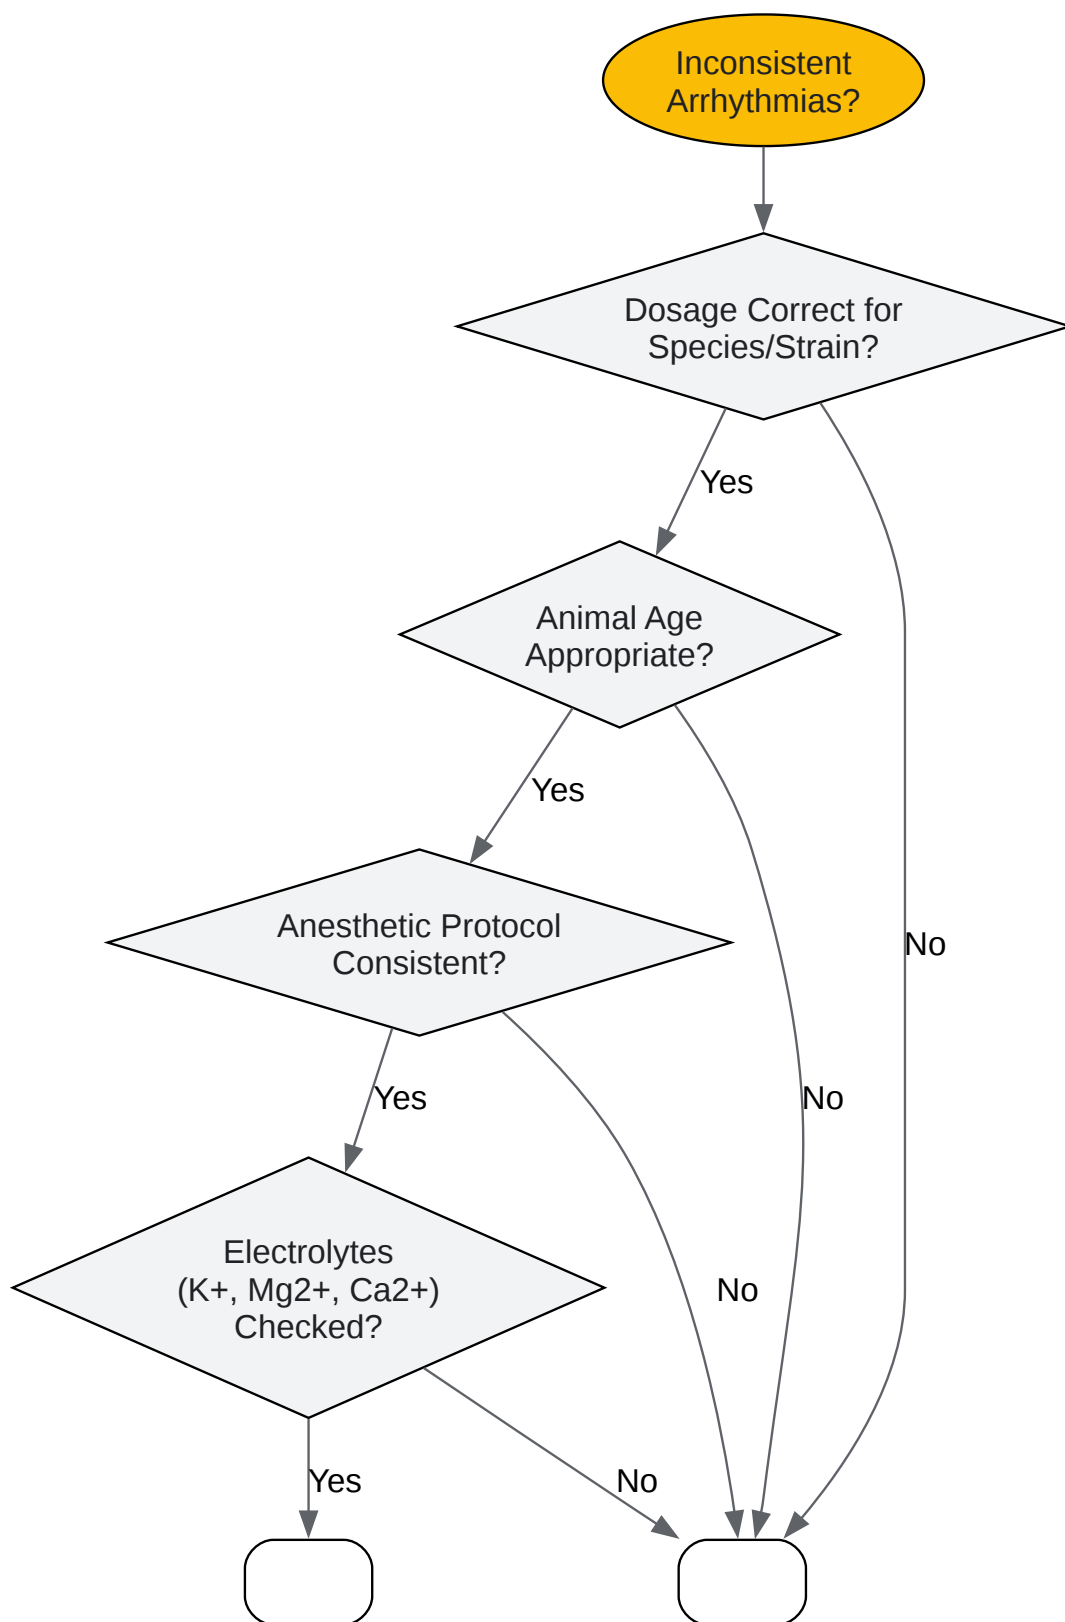 Inconsistent
Arrhythmias?
Dosage Correct for
Species/Strain?
Yes
Animal Age
Appropriate?
Yes
Anesthetic Protocol
Consistent?
No
Yes
No
Electrolytes
(K+, Mg2+, Ca2+)
Checked?
No
Yes
No